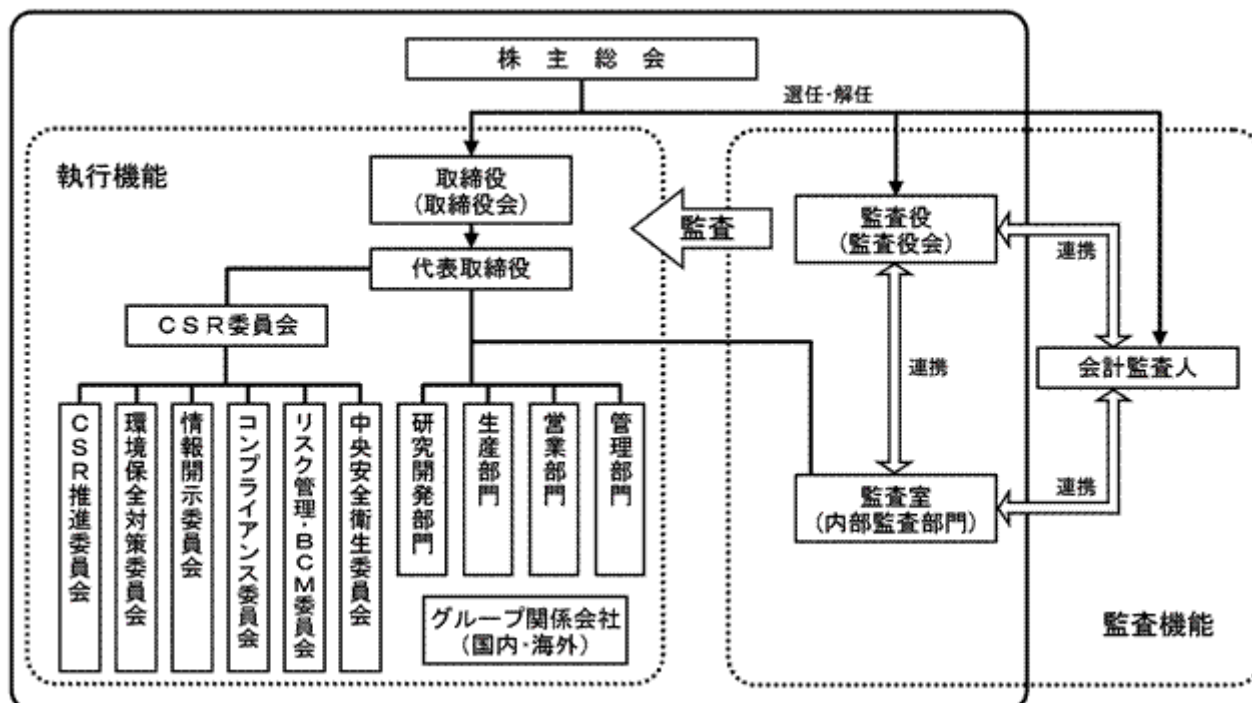 株主総会
選任・解任
執行機能
取締役
（取締役会）
監査
監査役
（監査役会）
連携
代表取締役
CSR委員会
連携
会計監査人
CSR推進委員会
環境保全対策委員会
情報開示委員会
コンプライアンス委員会
リスク管理・BCM委員会
中央安全衛生委員会
研究開発部門
生産部門
営業部門
管理部門
監査室
（内部監査部門）
連携
グループ関係会社
（国内・海外）
監査機能